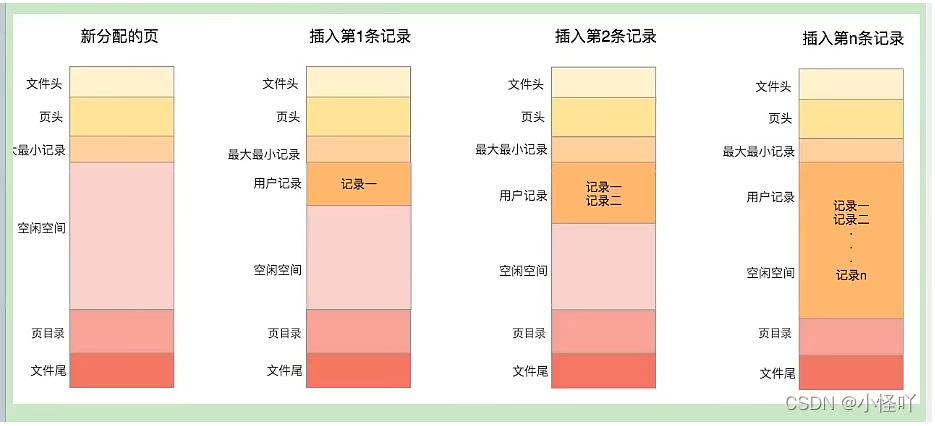 新分配的页
插入第1条记录
插入第2条记录
插入第n条记录
文件头
页头
大最小记录
空闲空间
页目录
文件尾
文件头
页头
最大最小记录
用户记录
记录一
空闲空间
页目录
文件尾
文件头
页头
最大最小记录
用户记录
记录一
记录二
空闲空间
页目录
文件尾
文件头
页头
最大最小记录
用户记录
记录一
记录二
.
.
.
记录n
空闲空间
页目录
文件尾
CSDN @小怪吖